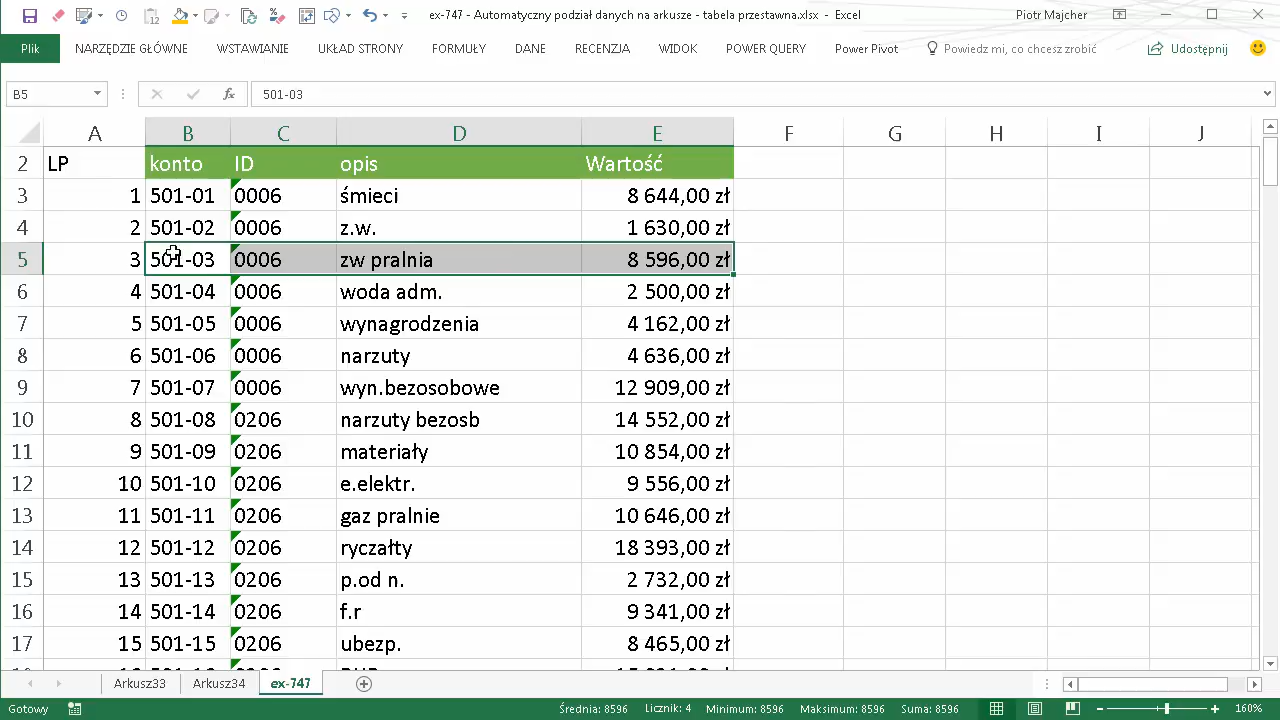 ex-747 - Automatyczny podział danych na arkusze - tabela przestawna.xlsx - Excel
Piotr Majcher
Plik NARZĘDZIE GŁÓWNE WSTAWIANIE UKŁAD STRONY FORMUŁY DANE RECENZJA WIDOK POWER QUERY Power Pivot Powiedz mi, co chcesz zrobić Udostępnij
B5 fx 501-03
A B C D E F G H I J
2 LP konto ID opis Wartość
3 1 501-01 0006 śmieci 8 644,00 zł
4 2 501-02 0006 z.w. 1 630,00 zł
5 3 501-03 0006 zw pralnia 8 596,00 zł
6 4 501-04 0006 woda adm. 2 500,00 zł
7 5 501-05 0006 wynagrodzenia 4 162,00 zł
8 6 501-06 0006 narzuty 4 636,00 zł
9 7 501-07 0006 wyn.bezosobowe 12 909,00 zł
10 8 501-08 0206 narzuty bezosb 14 552,00 zł
11 9 501-09 0206 materiały 10 854,00 zł
12 10 501-10 0206 e.elektr. 9 556,00 zł
13 11 501-11 0206 gaz pralnie 10 646,00 zł
14 12 501-12 0206 ryczałty 18 393,00 zł
15 13 501-13 0206 p.od n. 2 732,00 zł
16 14 501-14 0206 f.r 9 341,00 zł
17 15 501-15 0206 ubezp. 8 465,00 zł
Arkusz33 Arkusz34 ex-747
Gotowy Średnia: 8596 Licznik: 4 Minimum: 8596 Maksimum: 8596 Suma: 8596 160%